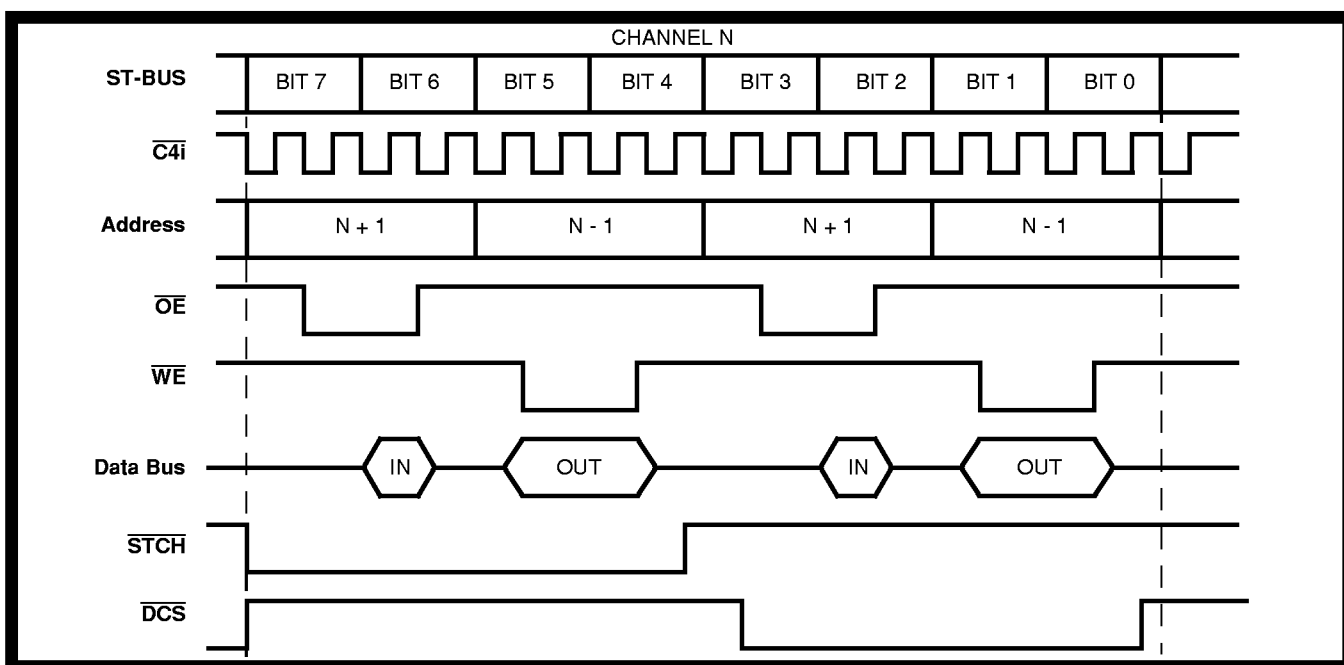 CHANNEL N
ST-BUS BIT 7 BIT 6 BIT 5 BIT 4 BIT 3 BIT 2 BIT 1 BIT 0
C4i
Address N + 1 N - 1 N + 1 N - 1
OE
WE
Data Bus IN OUT IN OUT
STCH
DCS